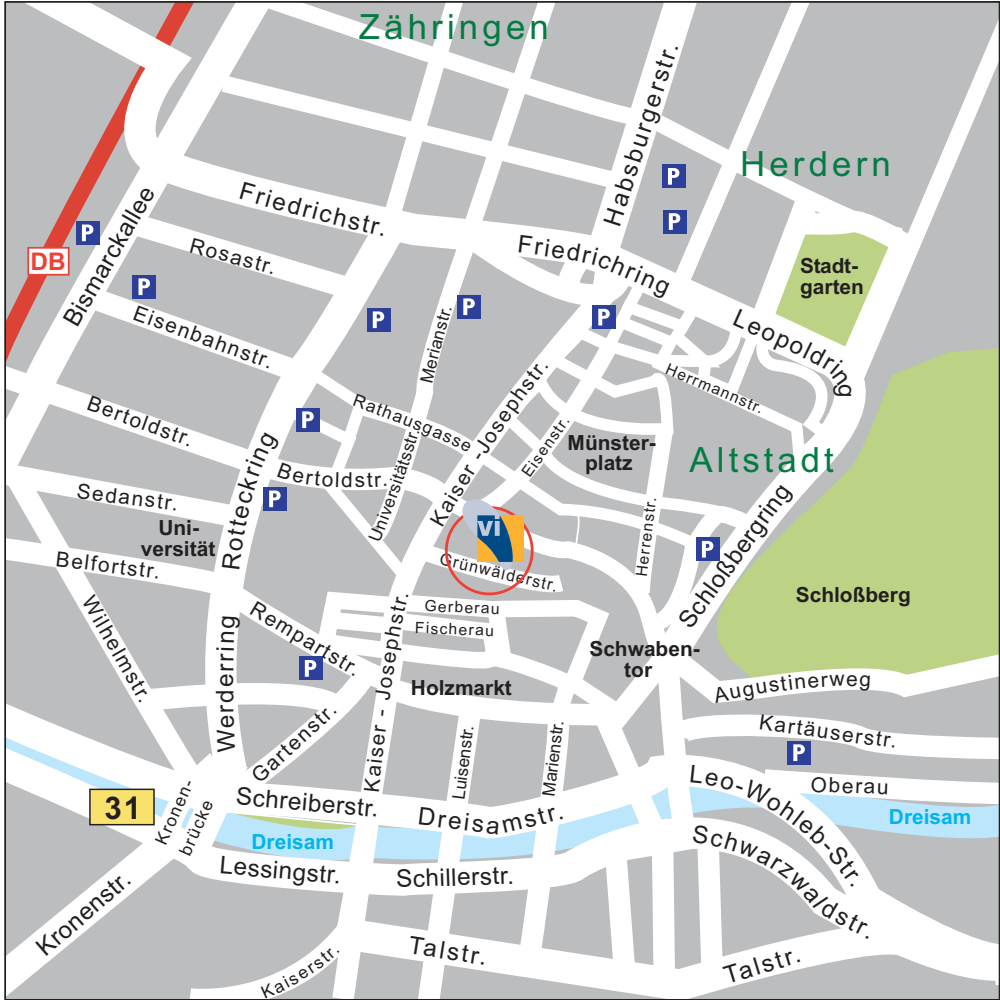 Zähringen
Habsburgerstr.
Herdern
P
P
Friedrichstr.
Bismarckallee
P
DB
Rosastr.
Friedrichring
Stadt-
garten
P
Eisenbahnstr.
P
P
Merianstr.
P
Leopoldring
Herrmannstr.
Bertoldstr.
P
Rathausgasse
Kaiser -Josephstr.
Eisenstr.
Münster-
platz
Altstadt
Rotteckring
Bertoldstr.
Universitätsstr.
Sedanstr.
P
Uni-
versität
vi
Herrenstr.
P
Schloßbergring
Belfortstr.
Grünwälderstr.
Schloßberg
Wilhelmstr.
Rempartstr.
Gerberau
Fischerau
P
Schwaben-
tor
Werderring
Holzmarkt
Augustinerweg
Gartenstr.
Kaiser - Josephstr.
Luisenstr.
Marienstr.
Kartäuserstr.
P
31
Kronen-
brücke
Schreiberstr.
Dreisamstr.
Leo-Wohleb-Str.
Oberau
Dreisam
Dreisam
Lessingstr.
Schillerstr.
Schwarzwa/dstr.
Kronenstr.
Kaiserstr.
Talstr.
Talstr.